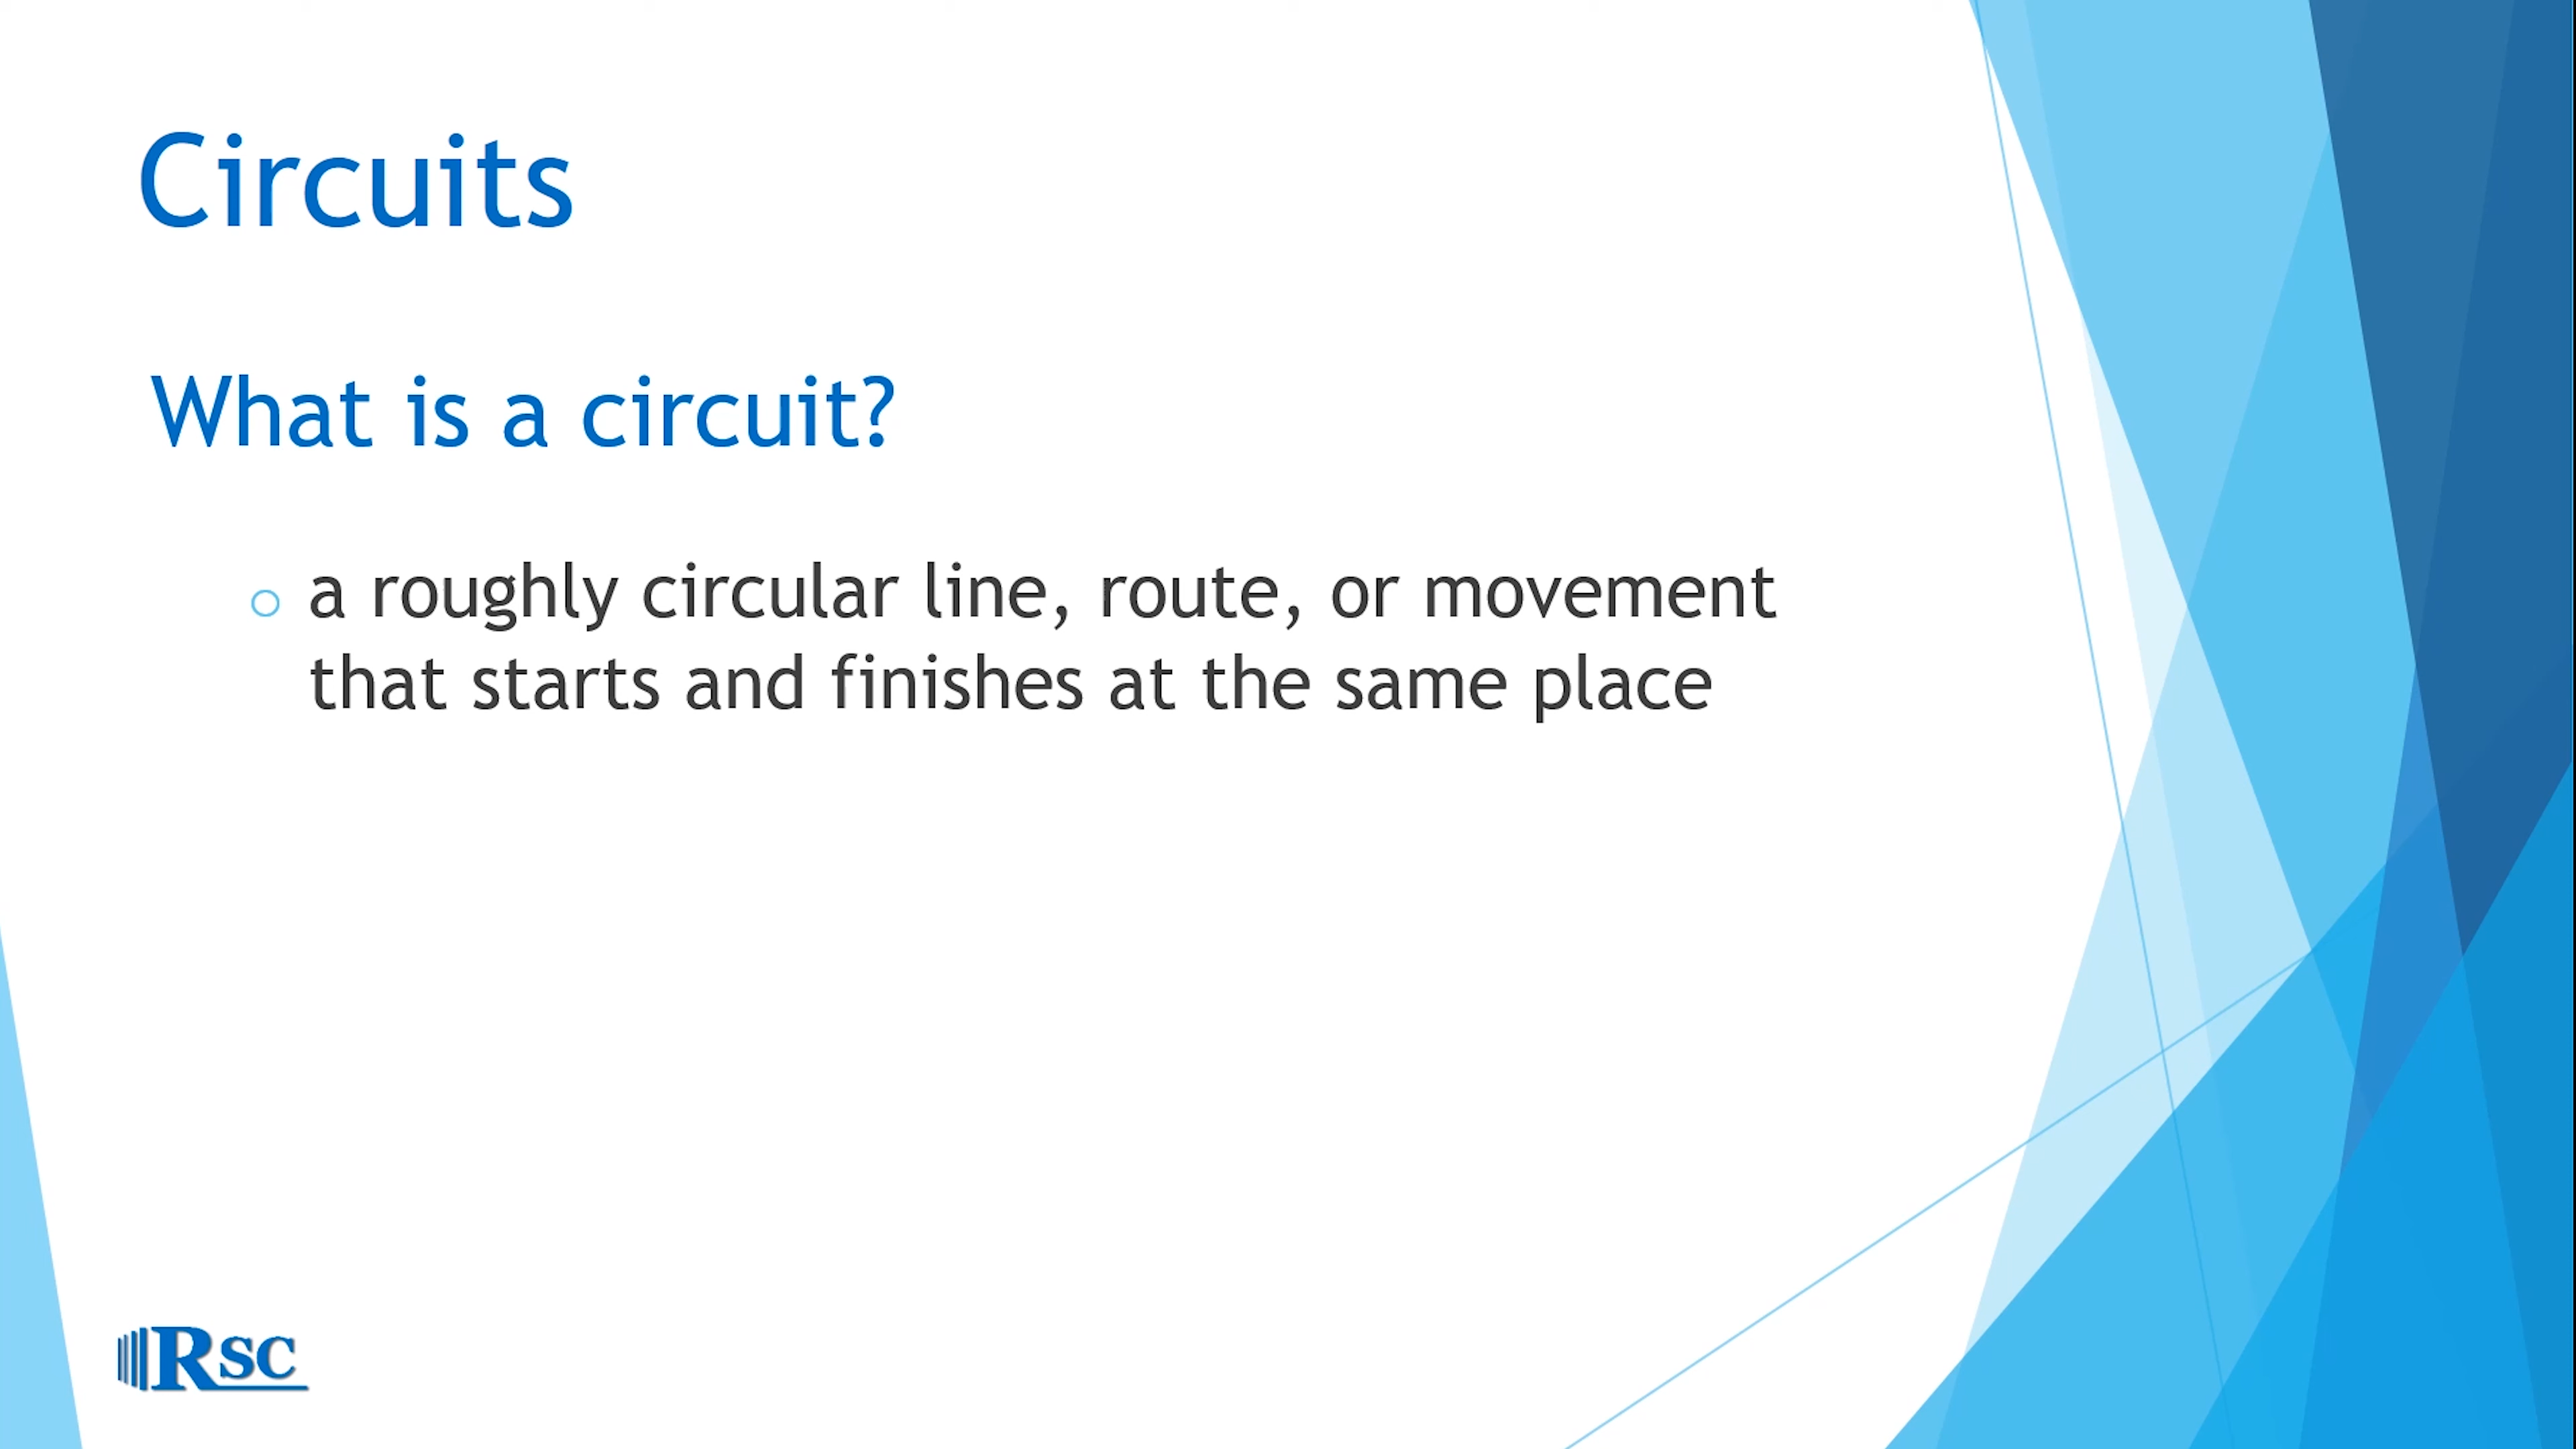 Circuits
What is a circuit?
a roughly circular line, route, or movement
that starts and finishes at the same place
RSC